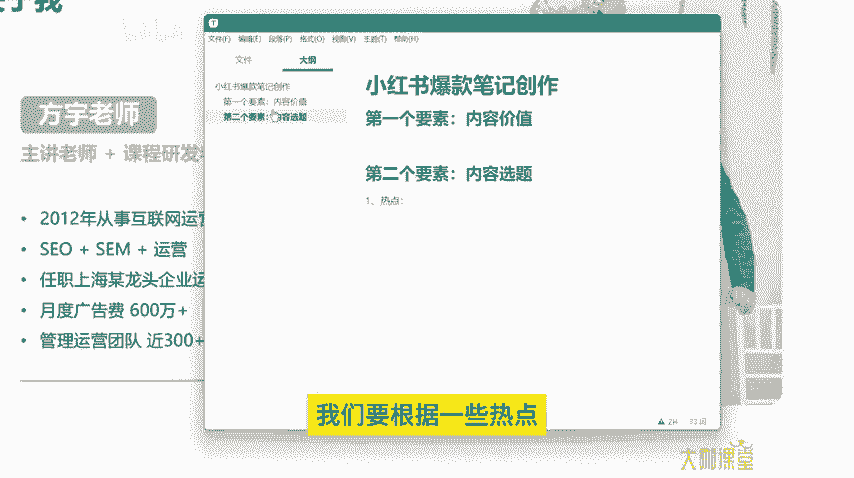 于我
方宇老师
主讲老师 + 课程研发
• 2012年从事互联网运营
• SEO + SEM + 运营
• 任职上海某龙头企业运
• 月度广告费 600万+
• 管理运营团队 近300+
T
文件(F) 编辑(E) 段落(P) 格式(O) 视图(V) 主题(T) 帮助(H)
文件 大纲
小红书爆款笔记创作
第一个要素：内容价值
第二个要素：内容选题
小红书爆款笔记创作
第一个要素：内容价值
第二个要素：内容选题
1、热点：
我们要根据一些热点
ZH 93 词
大师课堂